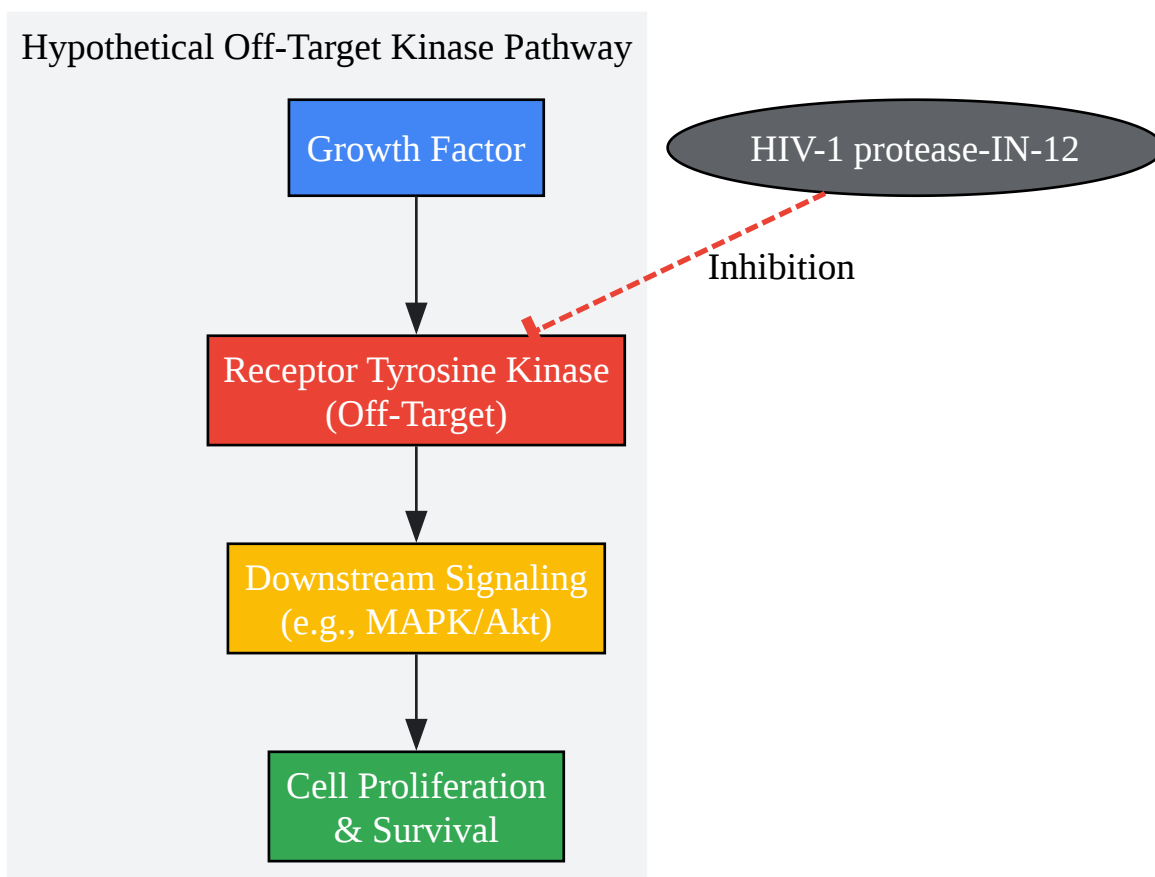 Hypothetical Off-Target Kinase Pathway
Growth Factor
HIV-1 protease-IN-12
Inhibition
Receptor Tyrosine Kinase
(Off-Target)
Downstream Signaling
(e.g., MAPK/Akt)
Cell Proliferation
& Survival